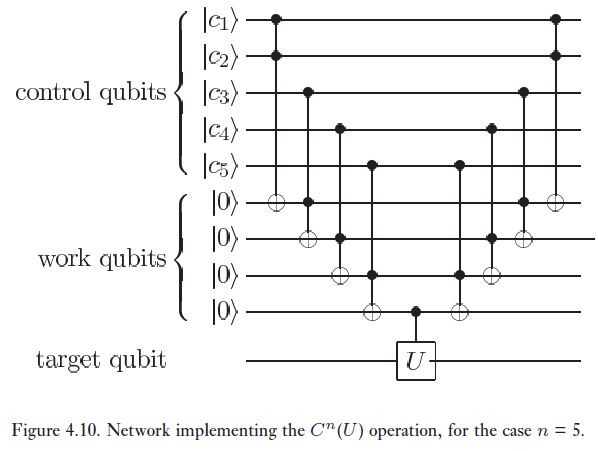 |c₁⟩
|c₂⟩
control qubits |c₃⟩
|c₄⟩
|c₅⟩
|0⟩
|0⟩
work qubits
|0⟩
|0⟩
target qubit U
Figure 4.10. Network implementing the Cⁿ(U) operation, for the case n = 5.